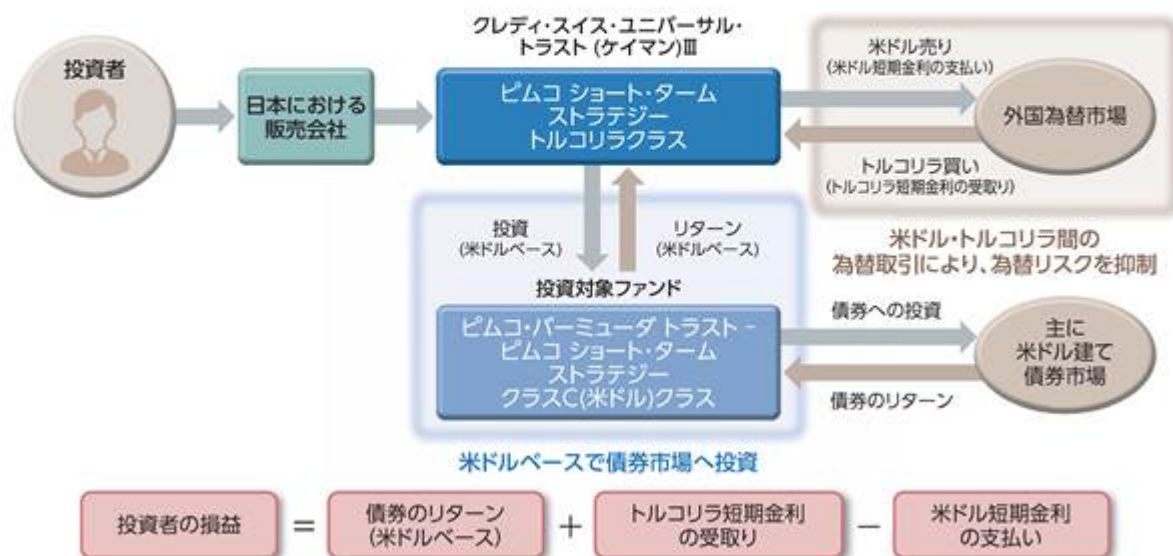 クレディ・スイス・ユニバーサル・
トラスト(ケイマン)Ⅲ
投資者
日本における
販売会社
ピムコ ショート・ターム
ストラテジー
トルコリラクラス
米ドル売り
(米ドル短期金利の支払い)
外国為替市場
トルコリラ買い
(トルコリラ短期金利の受取り)
米ドル・トルコリラ間の
為替取引により、為替リスクを抑制
投資
(米ドルベース)
リターン
(米ドルベース)
投資対象ファンド
ピムコ・バーミューダ トラスト -
ピムコ ショート・ターム
ストラテジー
クラスC(米ドル)クラス
債券への投資
主に
米ドル建て
債券市場
債券のリターン
米ドルベースで債券市場へ投資
投資者の損益
=
債券のリターン
(米ドルベース)
+
トルコリラ短期金利
の受取り
−
米ドル短期金利
の支払い